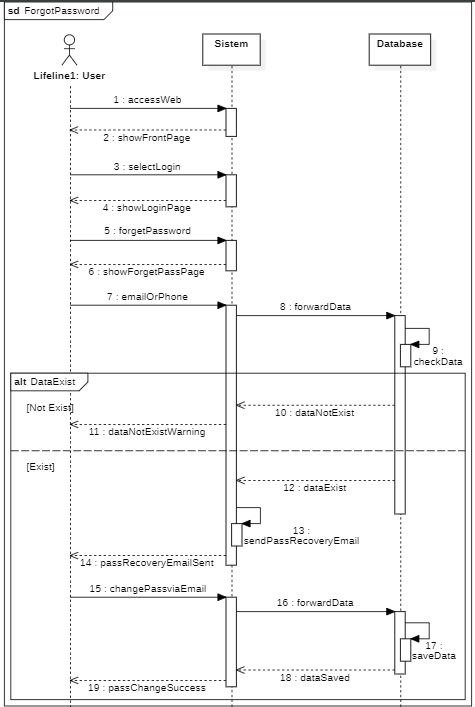 sd ForgotPassword
Sistem
Database
Lifeline1: User
1 : accessWeb
2 : showFrontPage
3 : selectLogin
4 : showLoginPage
5 : forgetPassword
6 : showForgetPassPage
7 : emailOrPhone
8 : forwardData
9 :
checkData
alt DataExist
[Not Exist]
10 : dataNotExist
11 : dataNotExistWarning
[Exist]
12 : dataExist
13 :
sendPassRecoveryEmail
14 : passRecoveryEmailSent
15 : changePassviaEmail
16 : forwardData
17 :
saveData
18 : dataSaved
19 : passChangeSuccess